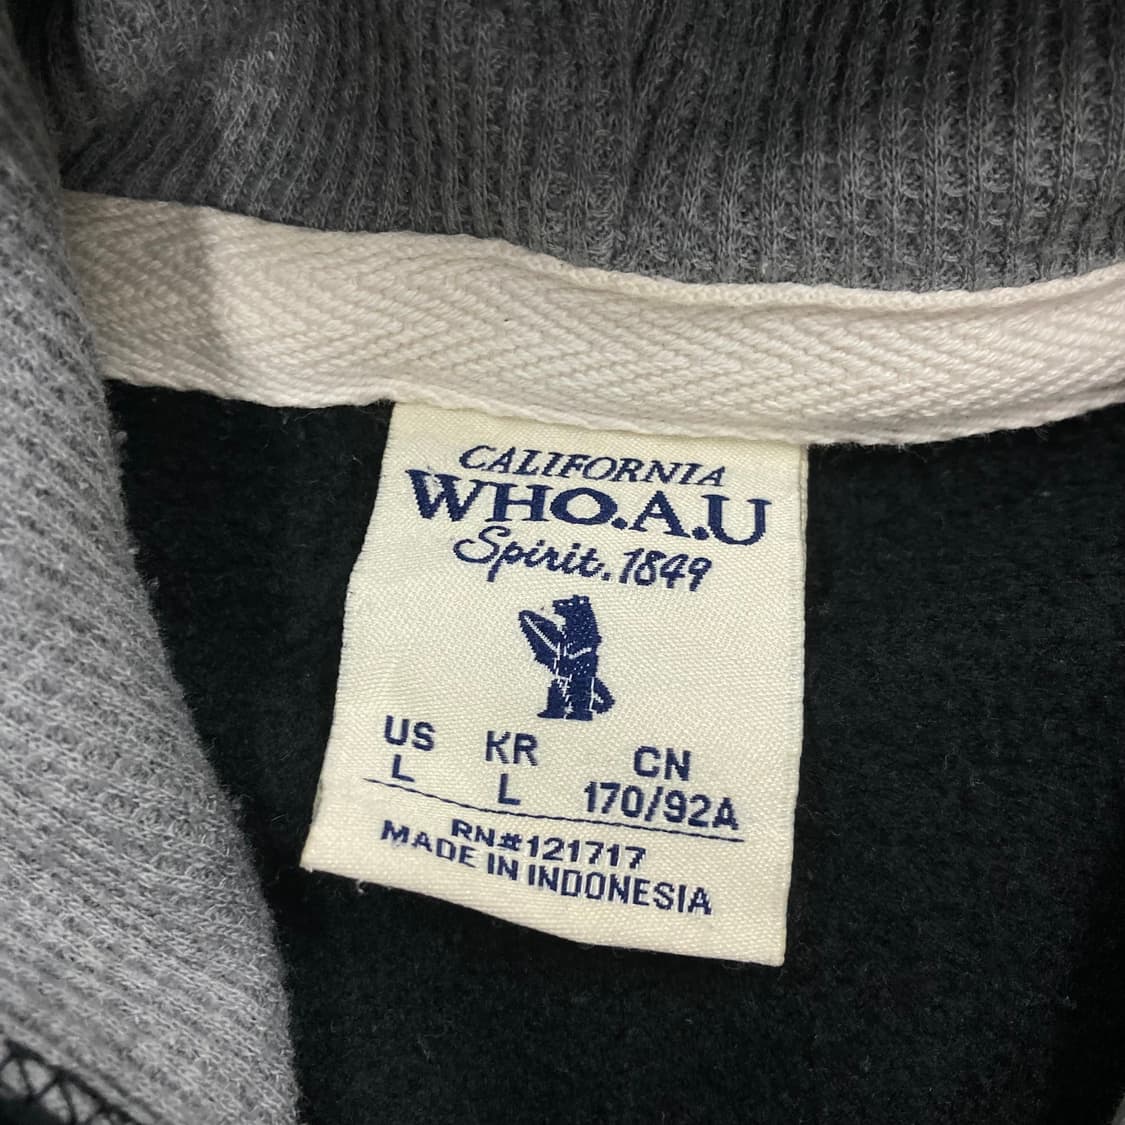 CALIFORNIA
WHO.A.U
Spirit.1849
US KR CN
L L 170/92A
RN#121717
MADE IN INDONESIA